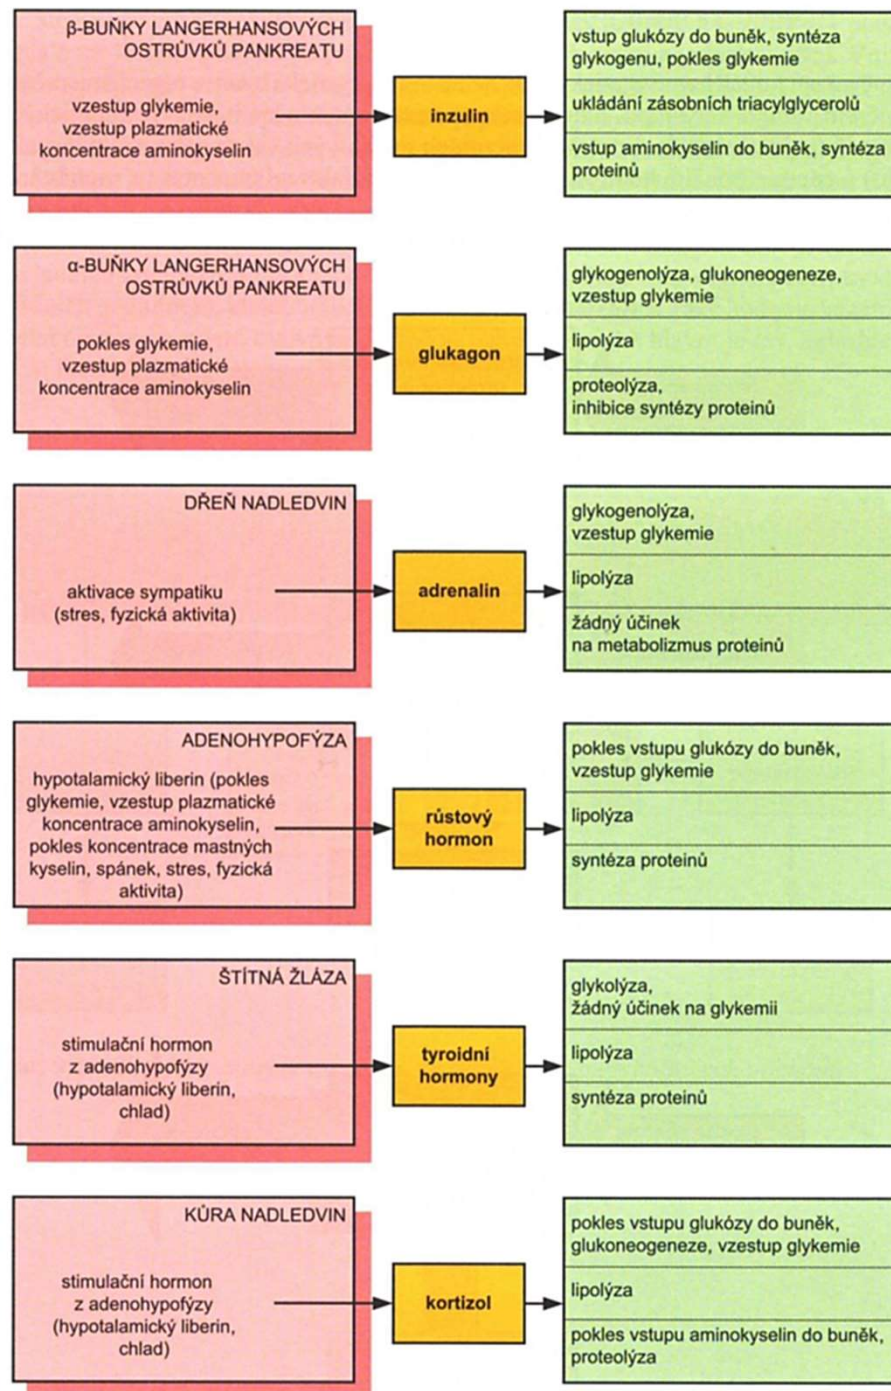 β-BUŇKY LANGERHANSOVÝCH
OSTRŮVKŮ PANKREATU
vzestup glykemie,
vzestup plazmatické
koncentrace aminokyselin
inzulin
vstup glukózy do buněk, syntéza
glykogenu, pokles glykemie
ukládání zásobních triacylglycerolů
vstup aminokyselin do buněk, syntéza
proteinů
α-BUŇKY LANGERHANSOVÝCH
OSTRŮVKŮ PANKREATU
pokles glykemie,
vzestup plazmatické
koncentrace aminokyselin
glukagon
glykogenolýza, glukoneogeneze,
vzestup glykemie
lipolýza
proteolýza,
inhibice syntézy proteinů
DŘEŇ NADLEDVIN
aktivace sympatiku
(stres, fyzická aktivita)
adrenalin
glykogenolýza,
vzestup glykemie
lipolýza
žádný účinek
na metabolizmus proteinů
ADENOHYPOFÝZA
hypotalamický liberin (pokles
glykemie, vzestup plazmatické
koncentrace aminokyselin,
pokles koncentrace mastných
kyselin, spánek, stres, fyzická
aktivita)
růstový
hormon
pokles vstupu glukózy do buněk,
vzestup glykemie
lipolýza
syntéza proteinů
ŠTÍTNÁ ŽLÁZA
stimulační hormon
z adenohypofýzy
(hypotalamický liberin,
chlad)
tyroidní
hormony
glykolýza,
žádný účinek na glykemii
lipolýza
syntéza proteinů
KŮRA NADLEDVIN
stimulační hormon
z adenohypofýzy
(hypotalamický liberin,
chlad)
kortizol
pokles vstupu glukózy do buněk,
glukoneogeneze, vzestup glykemie
lipolýza
pokles vstupu aminokyselin do buněk,
proteolýza